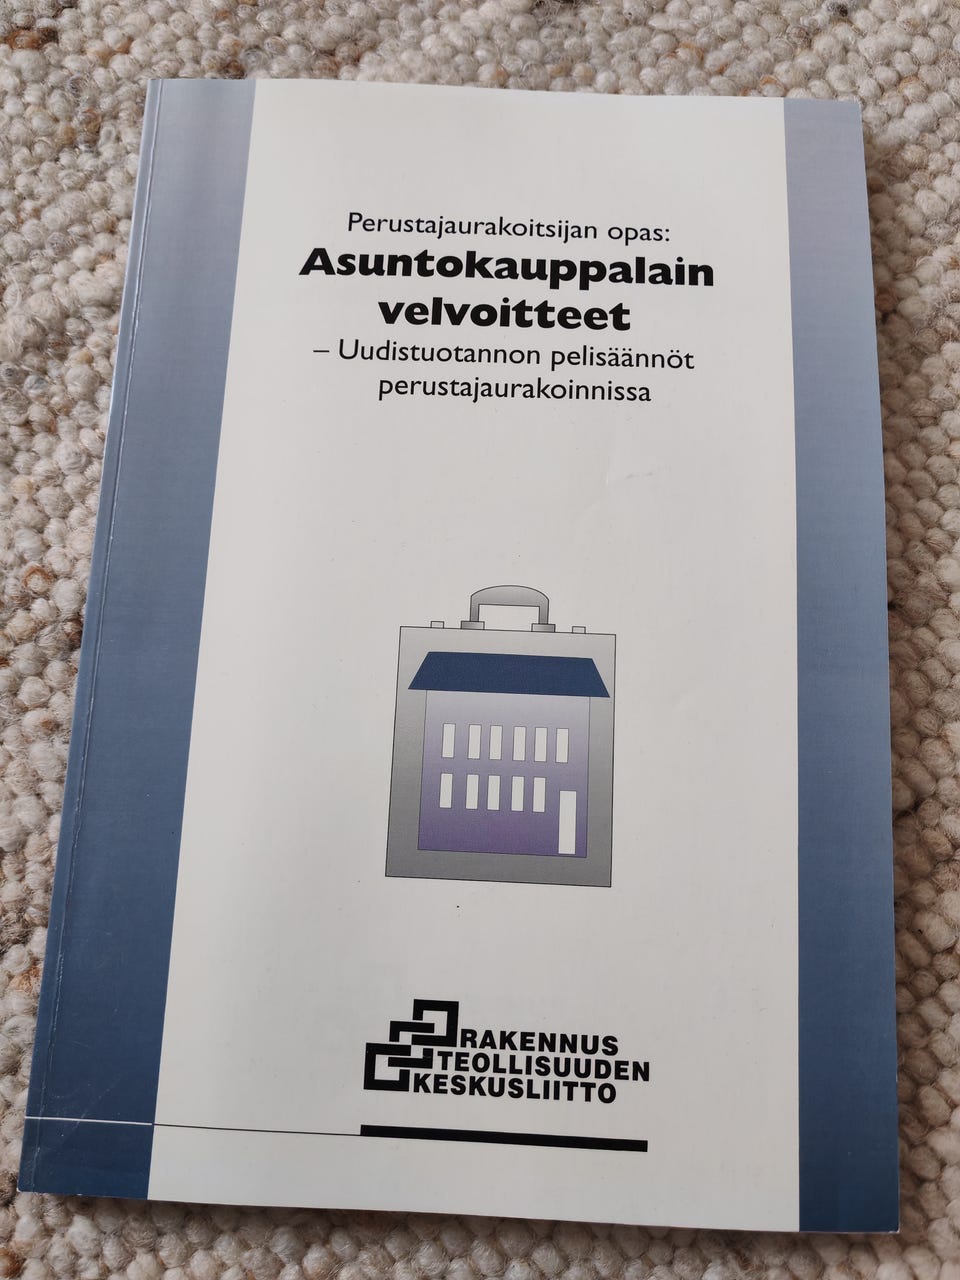 Perustajaurakoitsijan opas:
Asuntokauppalain
velvoitteet
– Uudistuotannon pelisäännöt
perustajaurakoinnissa
RAKENNUS
TEOLLISUUDEN
KESKUSLIITTO